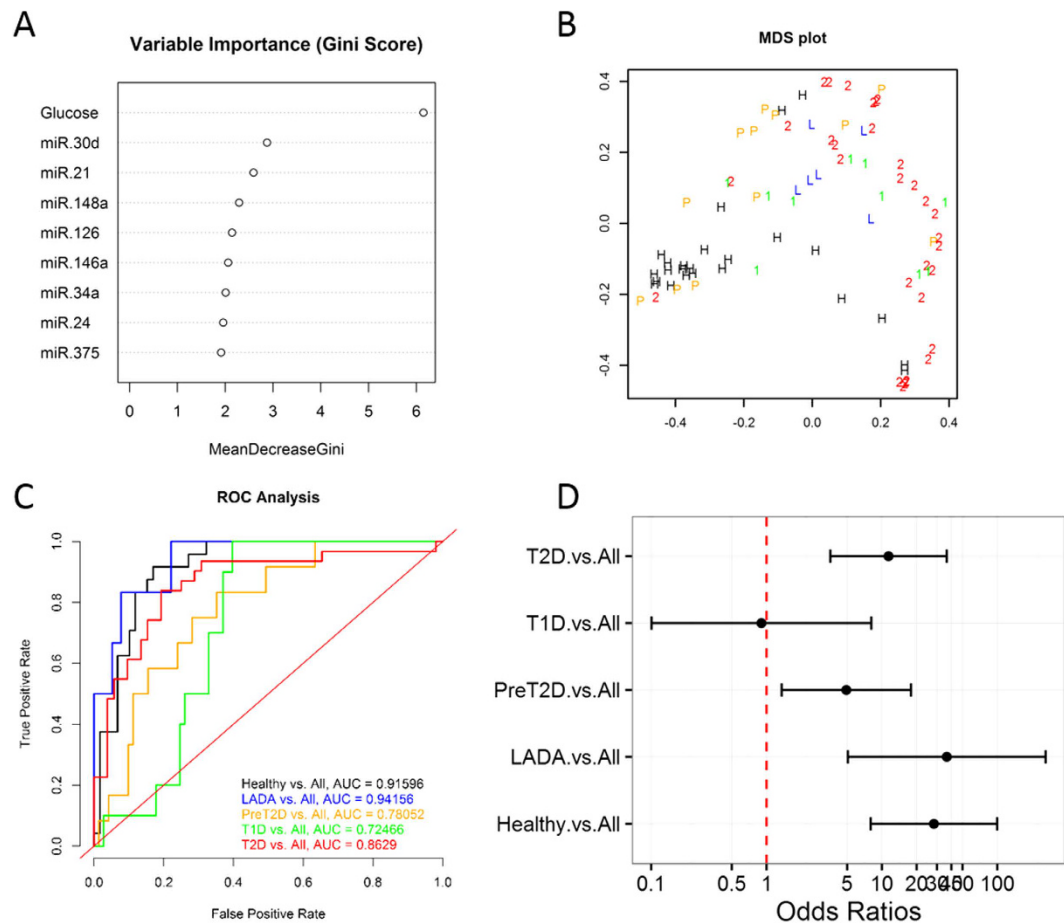 A
Variable Importance (Gini Score)
Glucose
miR.30d
miR.21
miR.148a
miR.126
miR.146a
miR.34a
miR.24
miR.375
0 1 2 3 4 5 6
MeanDecreaseGini
B
MDS plot
0.4
0.2
0.0
-0.2
-0.4
-0.4 -0.2 0.0 0.2 0.4
C
ROC Analysis
True Positive Rate
1.0
0.8
0.6
0.4
0.2
0.0
Healthy vs. All, AUC = 0.91596
LADA vs. All, AUC = 0.94156
PreT2D vs. All, AUC = 0.78052
T1D vs. All, AUC = 0.72466
T2D vs. All, AUC = 0.8629
0.0 0.2 0.4 0.6 0.8 1.0
False Positive Rate
D
T2D.vs.All
T1D.vs.All
PreT2D.vs.All
LADA.vs.All
Healthy.vs.All
0.1 0.5 1 5 10 20 30 40 50 100
Odds Ratios